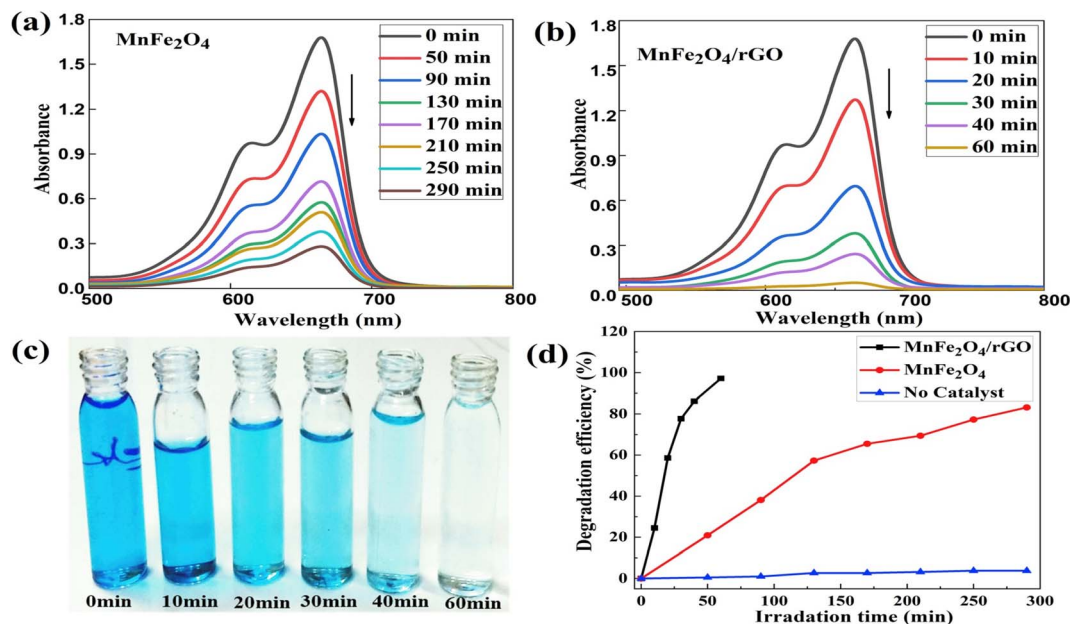 (a)
MnFe₂O₄
0 min
50 min
90 min
130 min
170 min
210 min
250 min
290 min
1.8
1.5
1.2
0.9
0.6
0.3
0.0
500
600
700
800
Absorbance
Wavelength (nm)
(b)
MnFe₂O₄/rGO
0 min
10 min
20 min
30 min
40 min
60 min
1.8
1.5
1.2
0.9
0.6
0.3
0.0
500
600
700
800
Absorbance
Wavelength (nm)
(c)
0min
10min
20min
30min
40min
60min
(d)
MnFe₂O₄/rGO
MnFe₂O₄
No Catalyst
120
100
80
60
40
20
0
0
50
100
150
200
250
300
Degradation efficiency (%)
Irradation time (min)